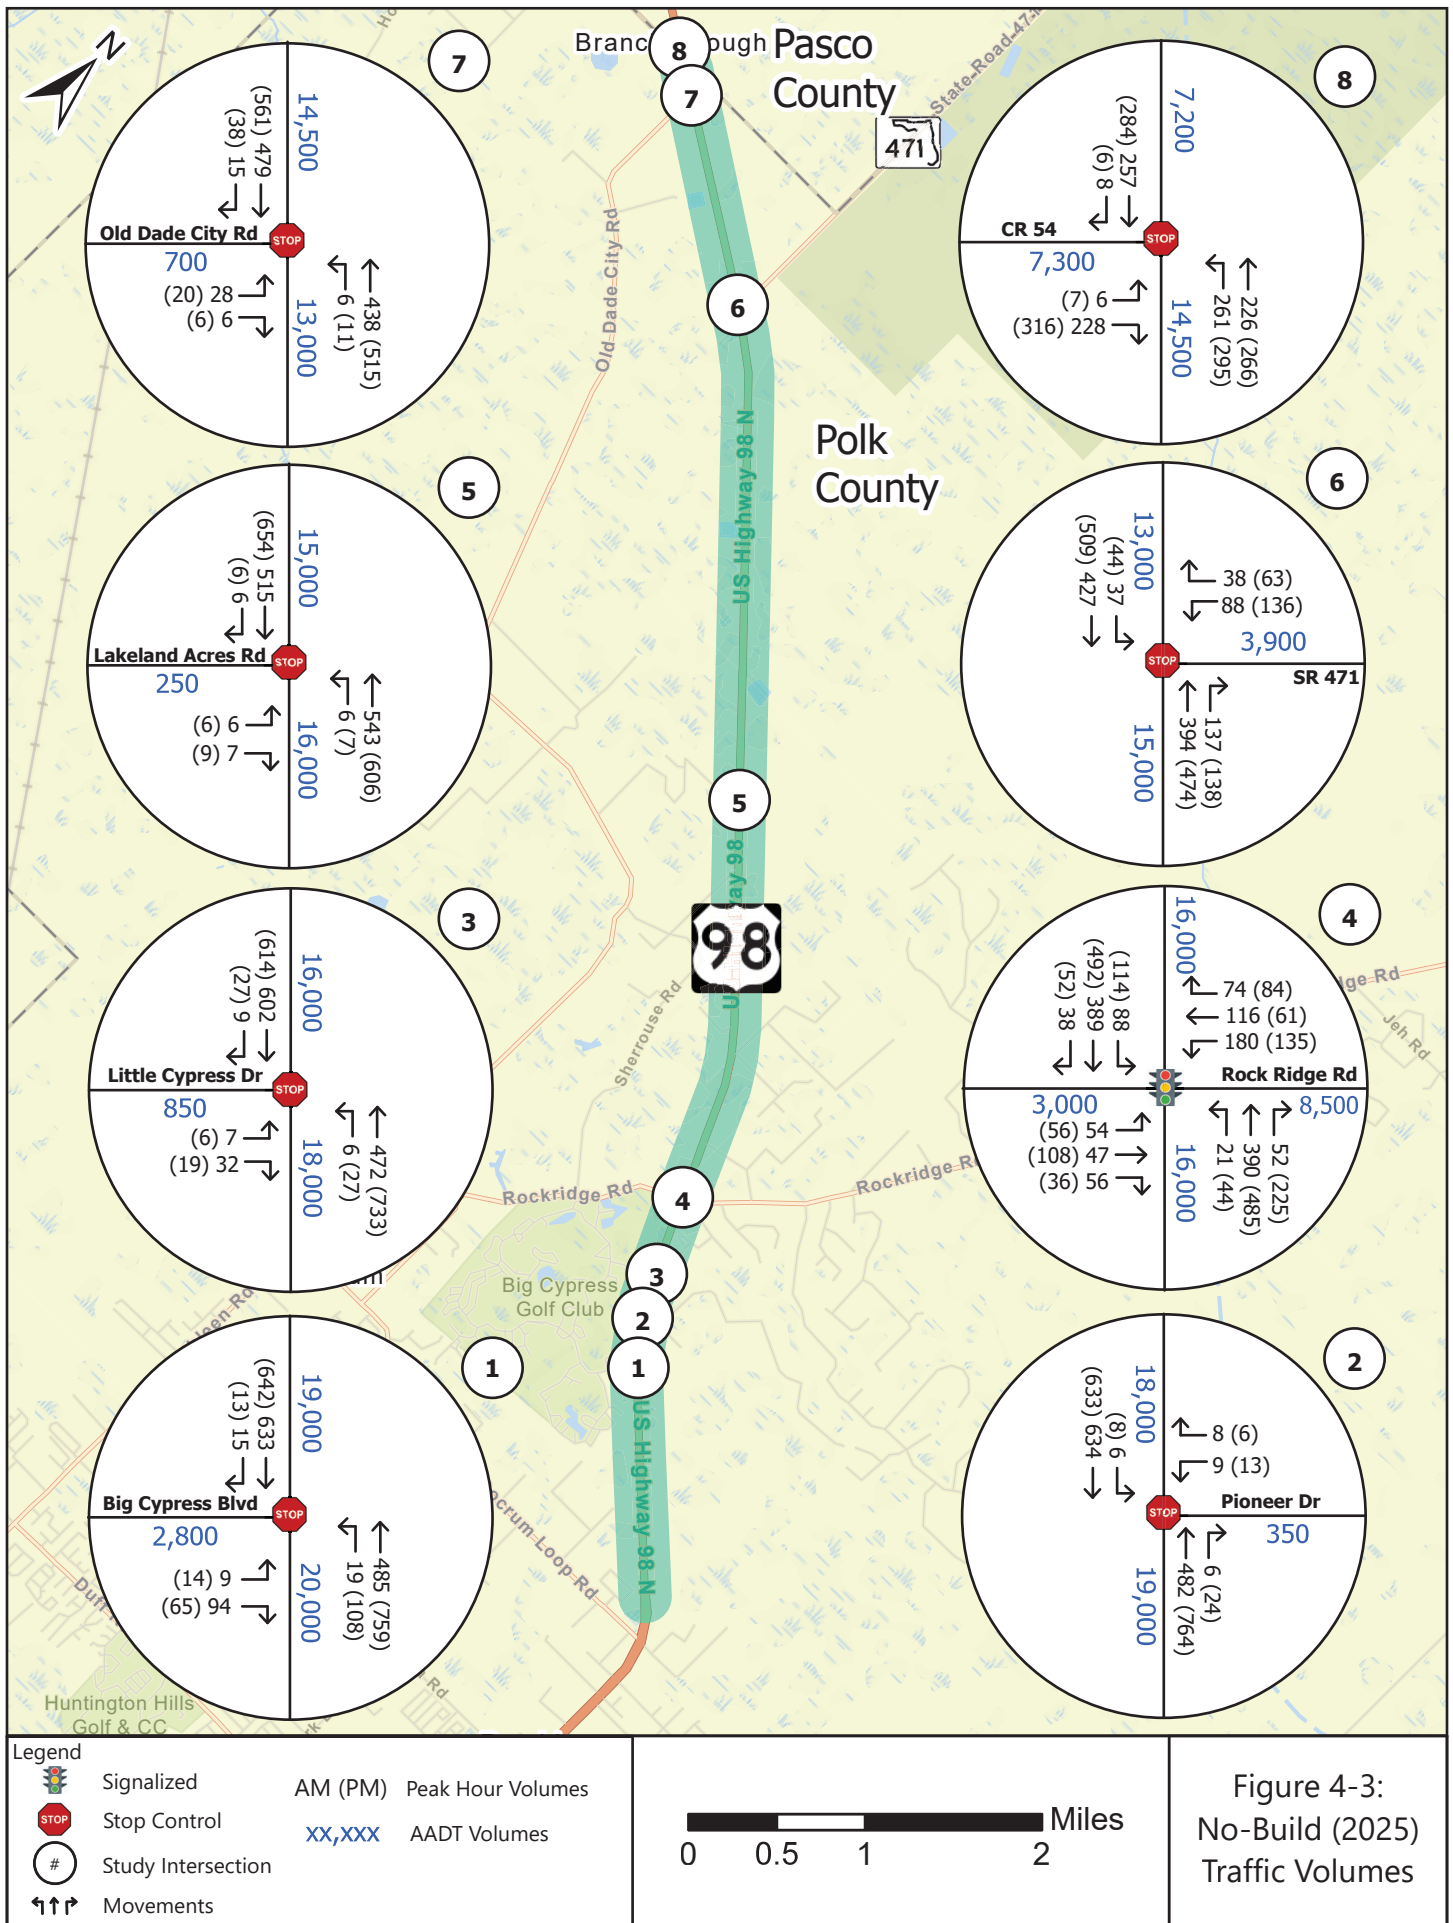 N
7
14,500
(561) 479
(38) 15
Old Dade City Rd
STOP
700
(20) 28
(6) 6
13,000
6 (11)
438 (515)
8
7,200
(284) 257
(6) 8
CR 54
STOP
7,300
(7) 6
(316) 228
14,500
261 (295)
226 (266)
5
15,000
(654) 515
(6) 6
Lakeland Acres Rd
STOP
250
(6) 6
(9) 7
16,000
6 (7)
543 (606)
6
13,000
(44) 37
(509) 427
38 (63)
88 (136)
3,900
STOP
SR 471
15,000
394 (474)
137 (138)
3
16,000
(614) 602
(27) 9
Little Cypress Dr
STOP
850
(6) 7
(19) 32
18,000
6 (27)
472 (733)
4
16,000
(114) 88
(492) 389
(52) 38
74 (84)
116 (61)
180 (135)
Rock Ridge Rd
3,000
8,500
(56) 54
(108) 47
(36) 56
16,000
21 (44)
390 (485)
52 (225)
1
19,000
(642) 633
(13) 15
Big Cypress Blvd
STOP
2,800
(14) 9
(65) 94
20,000
19 (108)
485 (759)
2
18,000
(8) 6
(633) 634
8 (6)
9 (13)
STOP
Pioneer Dr
350
19,000
482 (764)
6 (24)
8
7
Pasco
County
State-Road-471
471
Old Dade City Rd
6
US Highway 98 N
Polk
County
5
98
Sherrouse Rd
Jeh Rd
Rockridge Rd
4
Big Cypress
Golf Club
3
2
1
US Highway 98 N
Loop Rd
Huntington Hills
Golf & CC
Rd
Legend
Signalized
STOP
Stop Control
#
Study Intersection
Movements
AM (PM) Peak Hour Volumes
xx,xxx AADT Volumes
Miles
0 0.5 1 2
Figure 4-3:
No-Build (2025)
Traffic Volumes